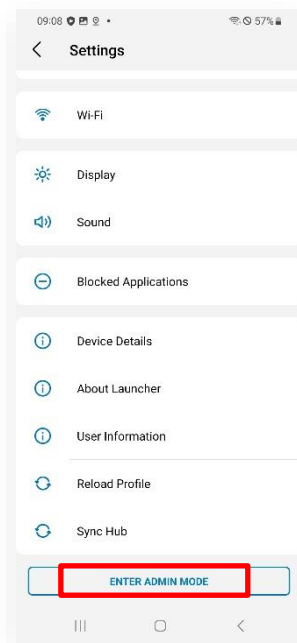 09:08 57%
Settings
Wi-Fi
Display
Sound
Blocked Applications
Device Details
About Launcher
User Information
Reload Profile
Sync Hub
ENTER ADMIN MODE